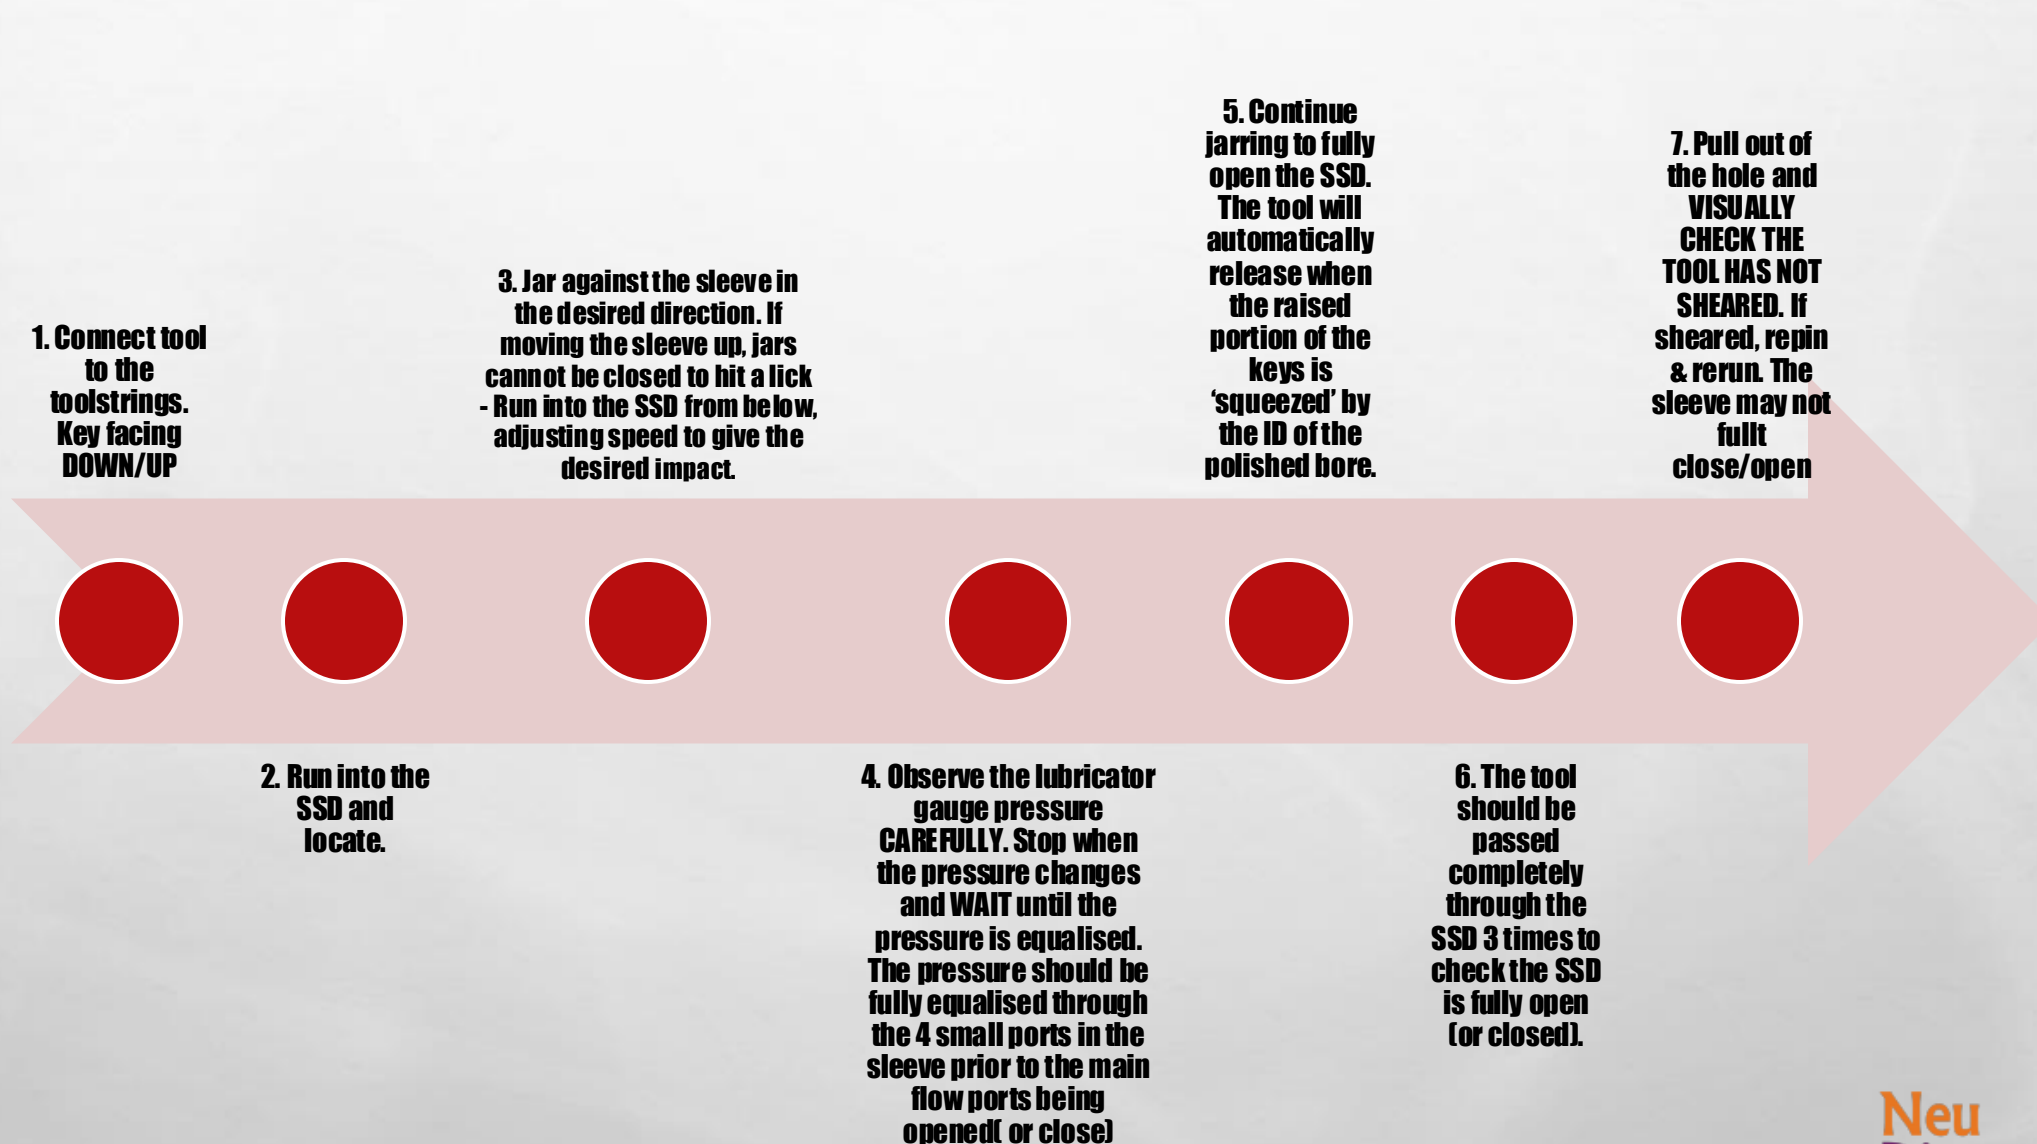 1. Connect tool
to the
toolstrings.
Key facing
DOWN/UP
2. Run into the
SSD and
locate.
3. Jar against the sleeve in
the desired direction. If
moving the sleeve up, jars
cannot be closed to hit a lick
- Run into the SSD from below,
adjusting speed to give the
desired impact.
4. Observe the lubricator
gauge pressure
CAREFULLY. Stop when
the pressure changes
and WAIT until the
pressure is equalised.
The pressure should be
fully equalised through
the 4 small ports in the
sleeve prior to the main
flow ports being
opened( or close)
5. Continue
jarring to fully
open the SSD.
The tool will
automatically
release when
the raised
portion of the
keys is
‘squeezed’ by
the ID of the
polished bore.
6. The tool
should be
passed
completely
through the
SSD 3 times to
check the SSD
is fully open
(or closed).
7. Pull out of
the hole and
VISUALLY
CHECK THE
TOOL HAS NOT
SHEARED. If
sheared, repin
& rerun. The
sleeve may not
fullt
close/open
Neu